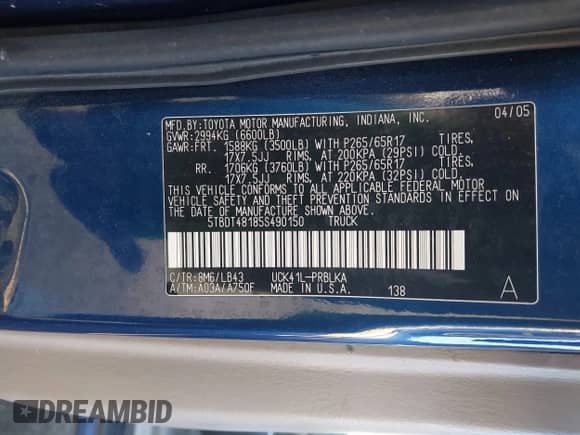 MFD.BY:TOYOTA MOTOR MANUFACTURING, INDIANA, INC. 04/05
GVWR:2994KG (6600LB)
GAWR:FRT. 1588KG (3500LB) WITH P265/65R17 TIRES,
17X7.5JJ RIMS, AT 200KPA (29PSI) COLD.
RR. 1706KG (3760LB) WITH P265/65R17 TIRES,
17X7.5JJ RIMS, AT 220KPA (32PSI) COLD.
THIS VEHICLE CONFORMS TO ALL APPLICABLE FEDERAL MOTOR
VEHICLE SAFETY AND THEFT PREVENTION STANDARDS IN EFFECT ON
THE DATE OF MANUFACTURE SHOWN ABOVE.
5TBDT48185S490150 TRUCK
C/TR:8M6/LB43 UCK41L-PRBLKA
A/TM:A03A/A750F MADE IN U.S.A. 138 A
DREAMBID